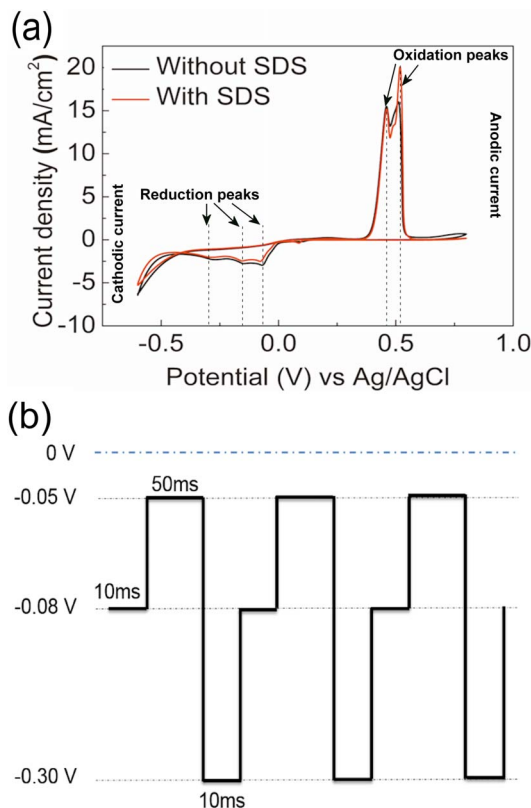 (a)
Without SDS
With SDS
Oxidation peaks
Reduction peaks
Cathodic current
Anodic current
Current density (mA/cm²)
20
15
10
5
0
-5
-10
-0.5
0.0
0.5
1.0
Potential (V) vs Ag/AgCl
(b)
0 V
50ms
-0.05 V
10ms
-0.08 V
-0.30 V
10ms